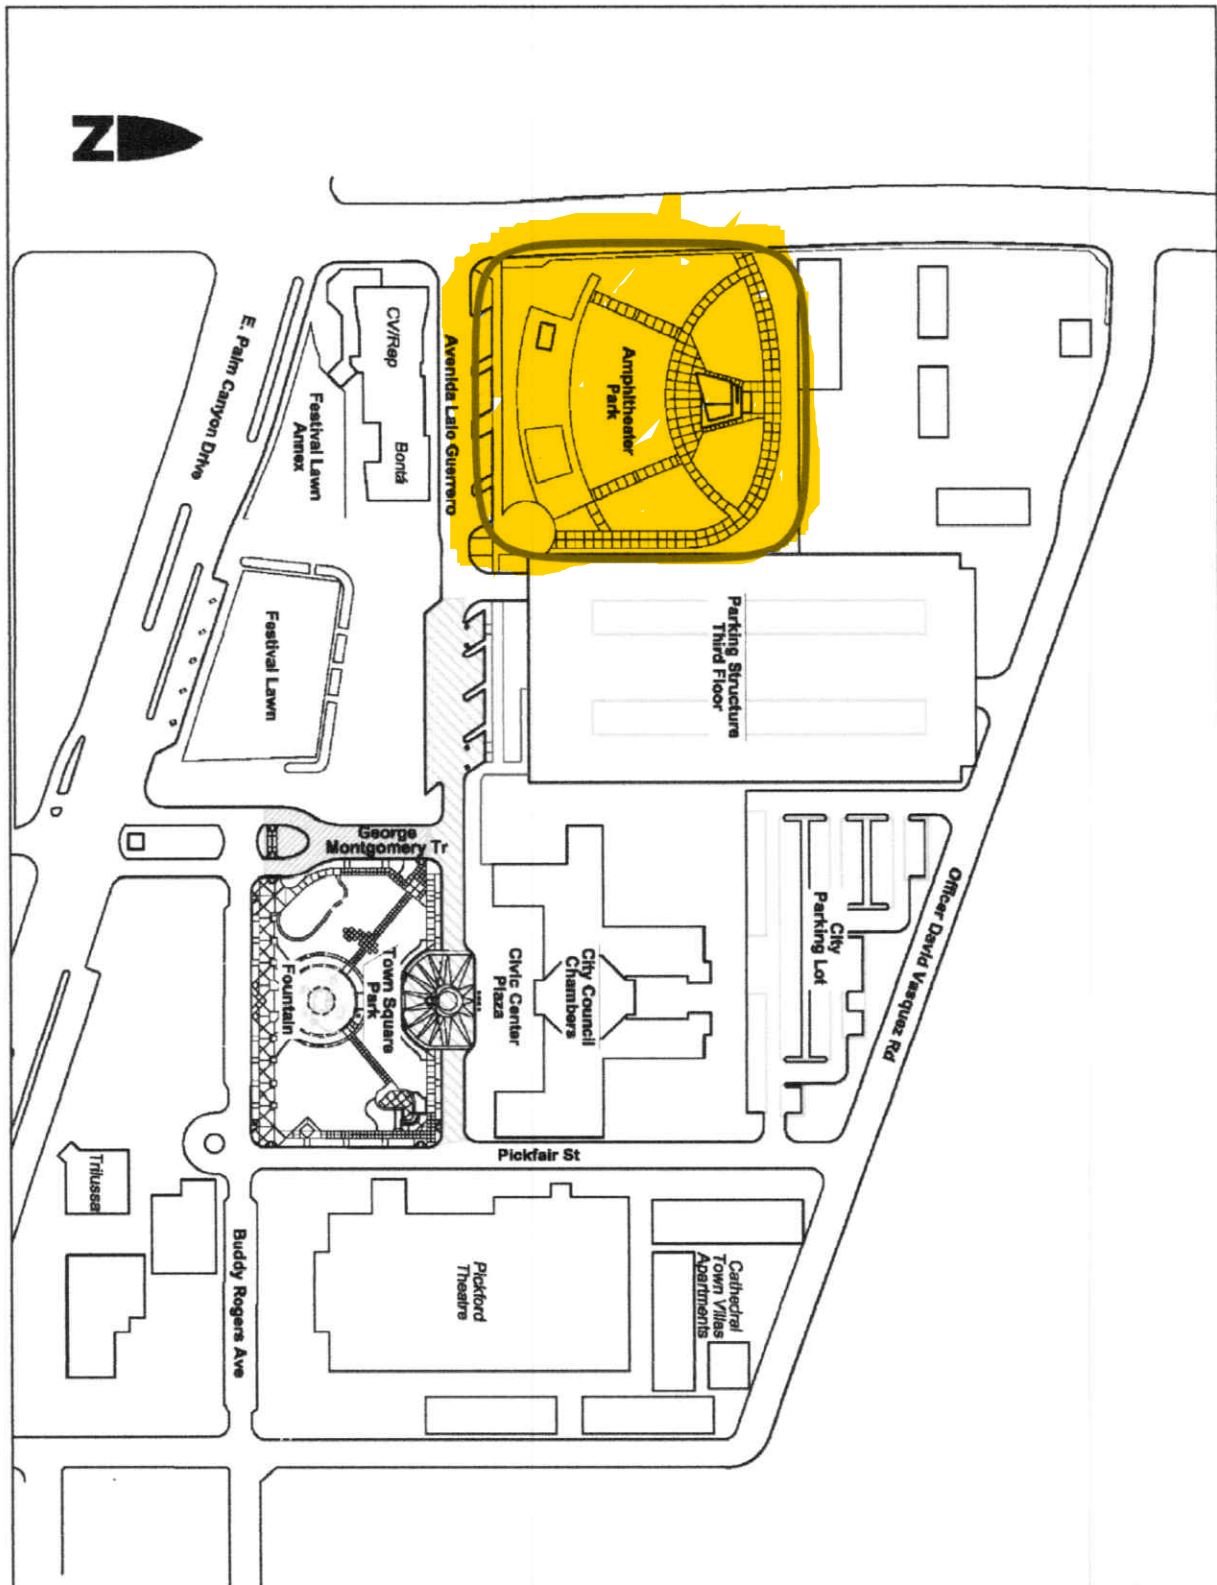 N
E. Palm Canyon Drive
CV/Rep
Bontá
Festival Lawn
Annex
Avenida Lalo Guerrero
Amphitheater
Park
Festival Lawn
Parking Structure
Third Floor
George
Montgomery Tr
Town Square
Park
Fountain
Civic Center
Plaza
City Council
Chambers
City
Parking Lot
Officer David Vasquez Rd
Pickfair St
Trilussa
Buddy Rogers Ave
Pickford
Theatre
Cathedral
Town Villas
Apartments